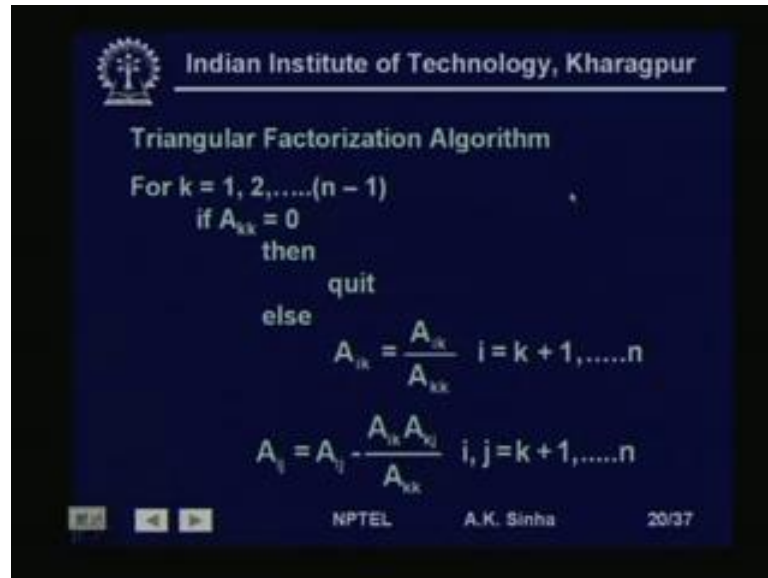 Indian Institute of Technology, Kharagpur
Triangular Factorization Algorithm
For k = 1, 2,.....(n – 1)
if Aₖₖ = 0
then
quit
else
A_ik = A_ik / A_kk i = k + 1,.....n
A_ij = A_ij - A_ik A_kj / A_kk i, j = k + 1,.....n
NPTEL A.K. Sinha 20/37